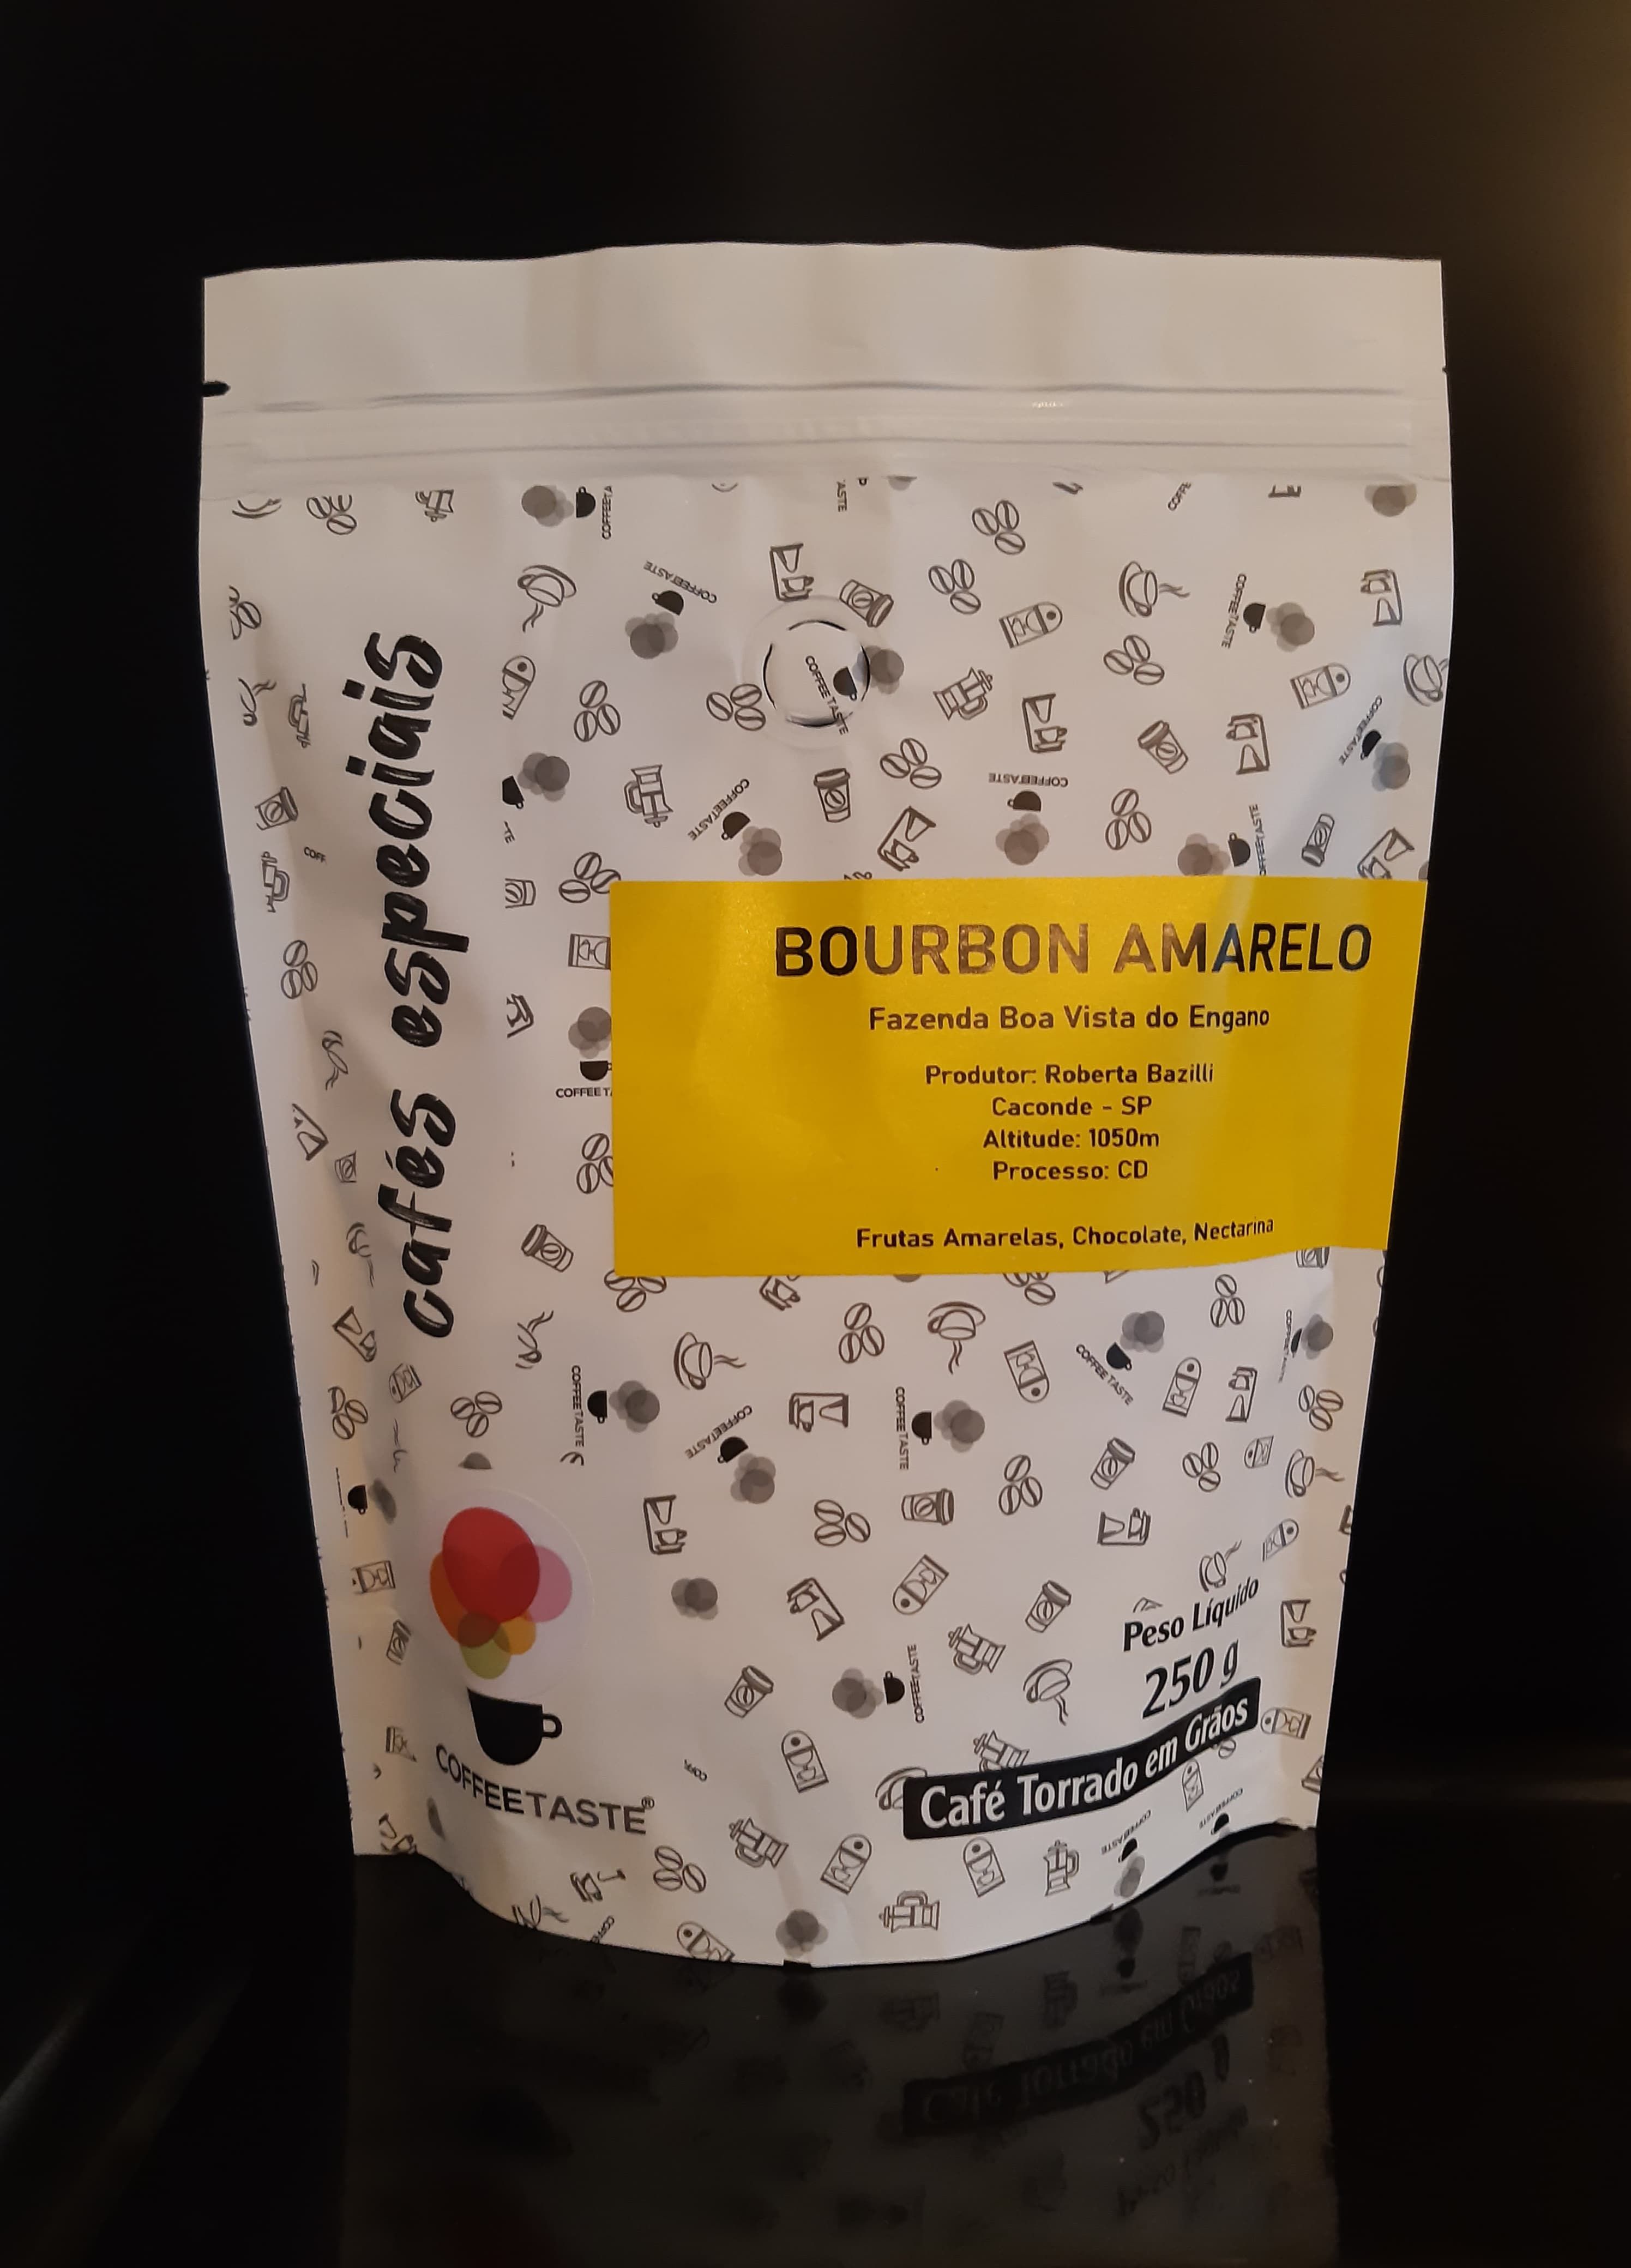 cafés especiais
BOURBON AMARELO
Fazenda Boa Vista do Engano
Produtor: Roberta Bazilli
Caconde - SP
Altitude: 1050m
Processo: CD
Frutas Amarelas, Chocolate, Nectarina
COFFEETASTE®
Peso Líquido
250 g
Café Torrado em Grãos